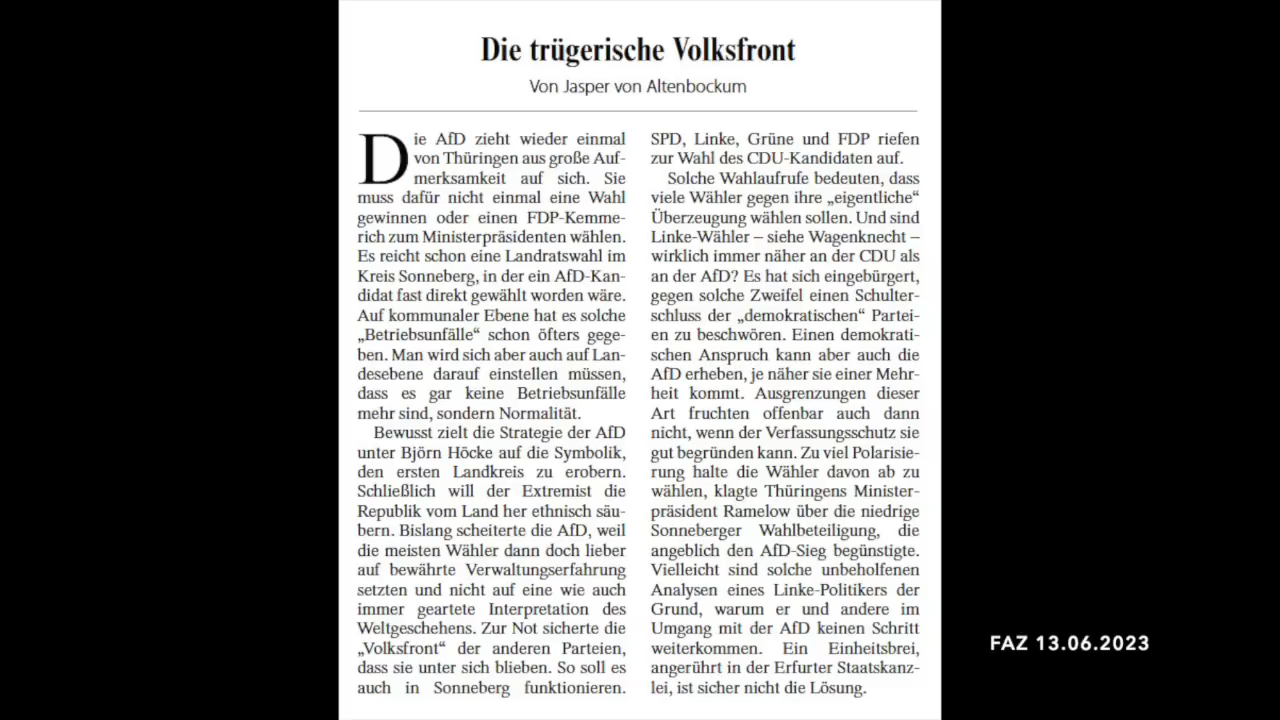 Die trügerische Volksfront
Von Jasper von Altenbockum
Die AfD zieht wieder einmal
von Thüringen aus große Auf-
merksamkeit auf sich. Sie
muss dafür nicht einmal eine Wahl
gewinnen oder einen FDP-Kemme-
rich zum Ministerpräsidenten wählen.
Es reicht schon eine Landratswahl im
Kreis Sonneberg, in der ein AfD-Kan-
didat fast direkt gewählt worden wäre.
Auf kommunaler Ebene hat es solche
„Betriebsunfälle“ schon öfters gege-
ben. Man wird sich aber auch auf Lan-
desebene darauf einstellen müssen,
dass es gar keine Betriebsunfälle
mehr sind, sondern Normalität.
Bewusst zielt die Strategie der AfD
unter Björn Höcke auf die Symbolik,
den ersten Landkreis zu erobern.
Schließlich will der Extremist die
Republik vom Land her ethnisch säu-
bern. Bislang scheiterte die AfD, weil
die meisten Wähler dann doch lieber
auf bewährte Verwaltungserfahrung
setzten und nicht auf eine wie auch
immer geartete Interpretation des
Weltgeschehens. Zur Not sicherte die
„Volksfront“ der anderen Parteien,
dass sie unter sich blieben. So soll es
auch in Sonneberg funktionieren.
SPD, Linke, Grüne und FDP riefen
zur Wahl des CDU-Kandidaten auf.
Solche Wahlaufrufe bedeuten, dass
viele Wähler gegen ihre „eigentliche“
Überzeugung wählen sollen. Und sind
Linke-Wähler – siehe Wagenknecht –
wirklich immer näher an der CDU als
an der AfD? Es hat sich eingebürgert,
gegen solche Zweifel einen Schulter-
schluss der „demokratischen“ Partei-
en zu beschwören. Einen demokrati-
schen Anspruch kann aber auch die
AfD erheben, je näher sie einer Mehr-
heit kommt. Ausgrenzungen dieser
Art fruchten offenbar auch dann
nicht, wenn der Verfassungsschutz sie
gut begründen kann. Zu viel Polarisie-
rung halte die Wähler davon ab zu
wählen, klagte Thüringens Minister-
präsident Ramelow über die niedrige
Sonneberger Wahlbeteiligung, die
angeblich den AfD-Sieg begünstigte.
Vielleicht sind solche unbeholfenen
Analysen eines Linke-Politikers der
Grund, warum er und andere im
Umgang mit der AfD keinen Schritt
weiterkommen. Ein Einheitsbrei,
angerührt in der Erfurter Staatskanz-
lei, ist sicher nicht die Lösung.
FAZ 13.06.2023